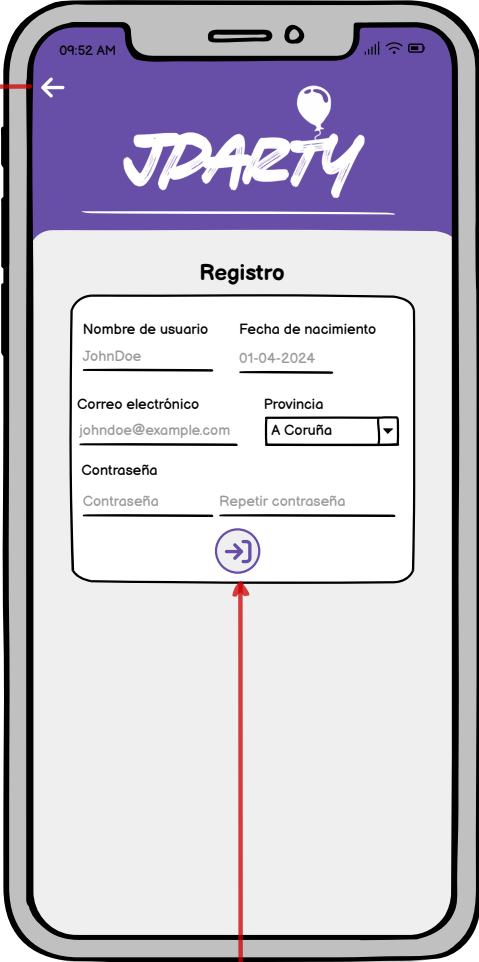 09:52 AM
JPARTY
Registro
Nombre de usuario Fecha de nacimiento
JohnDoe 01-04-2024
Correo electrónico Provincia
johndoe@example.com A Coruña
Contraseña
Contraseña Repetir contraseña